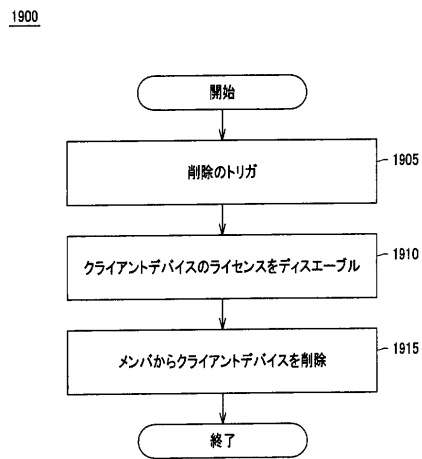 1900
開始
削除のトリガ
1905
クライアントデバイスのライセンスをディスエーブル
1910
メンバからクライアントデバイスを削除
1915
終了